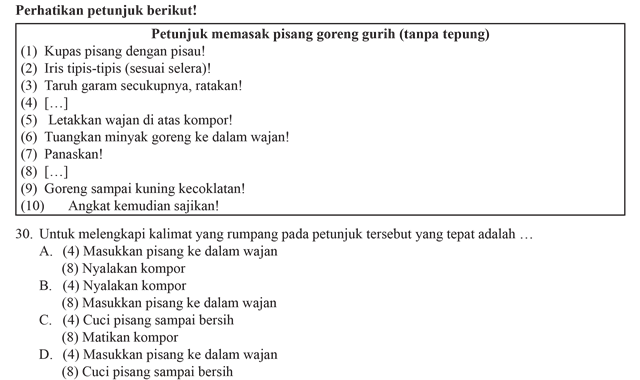 Perhatikan petunjuk berikut!
Petunjuk memasak pisang goreng gurih (tanpa tepung)
(1) Kupas pisang dengan pisau!
(2) Iris tipis-tipis (sesuai selera)!
(3) Taruh garam secukupnya, ratakan!
(4) […]
(5) Letakkan wajan di atas kompor!
(6) Tuangkan minyak goreng ke dalam wajan!
(7) Panaskan!
(8) […]
(9) Goreng sampai kuning kecoklatan!
(10) Angkat kemudian sajikan!
30. Untuk melengkapi kalimat yang rumpang pada petunjuk tersebut yang tepat adalah …
A. (4) Masukkan pisang ke dalam wajan
(8) Nyalakan kompor
B. (4) Nyalakan kompor
(8) Masukkan pisang ke dalam wajan
C. (4) Cuci pisang sampai bersih
(8) Matikan kompor
D. (4) Masukkan pisang ke dalam wajan
(8) Cuci pisang sampai bersih